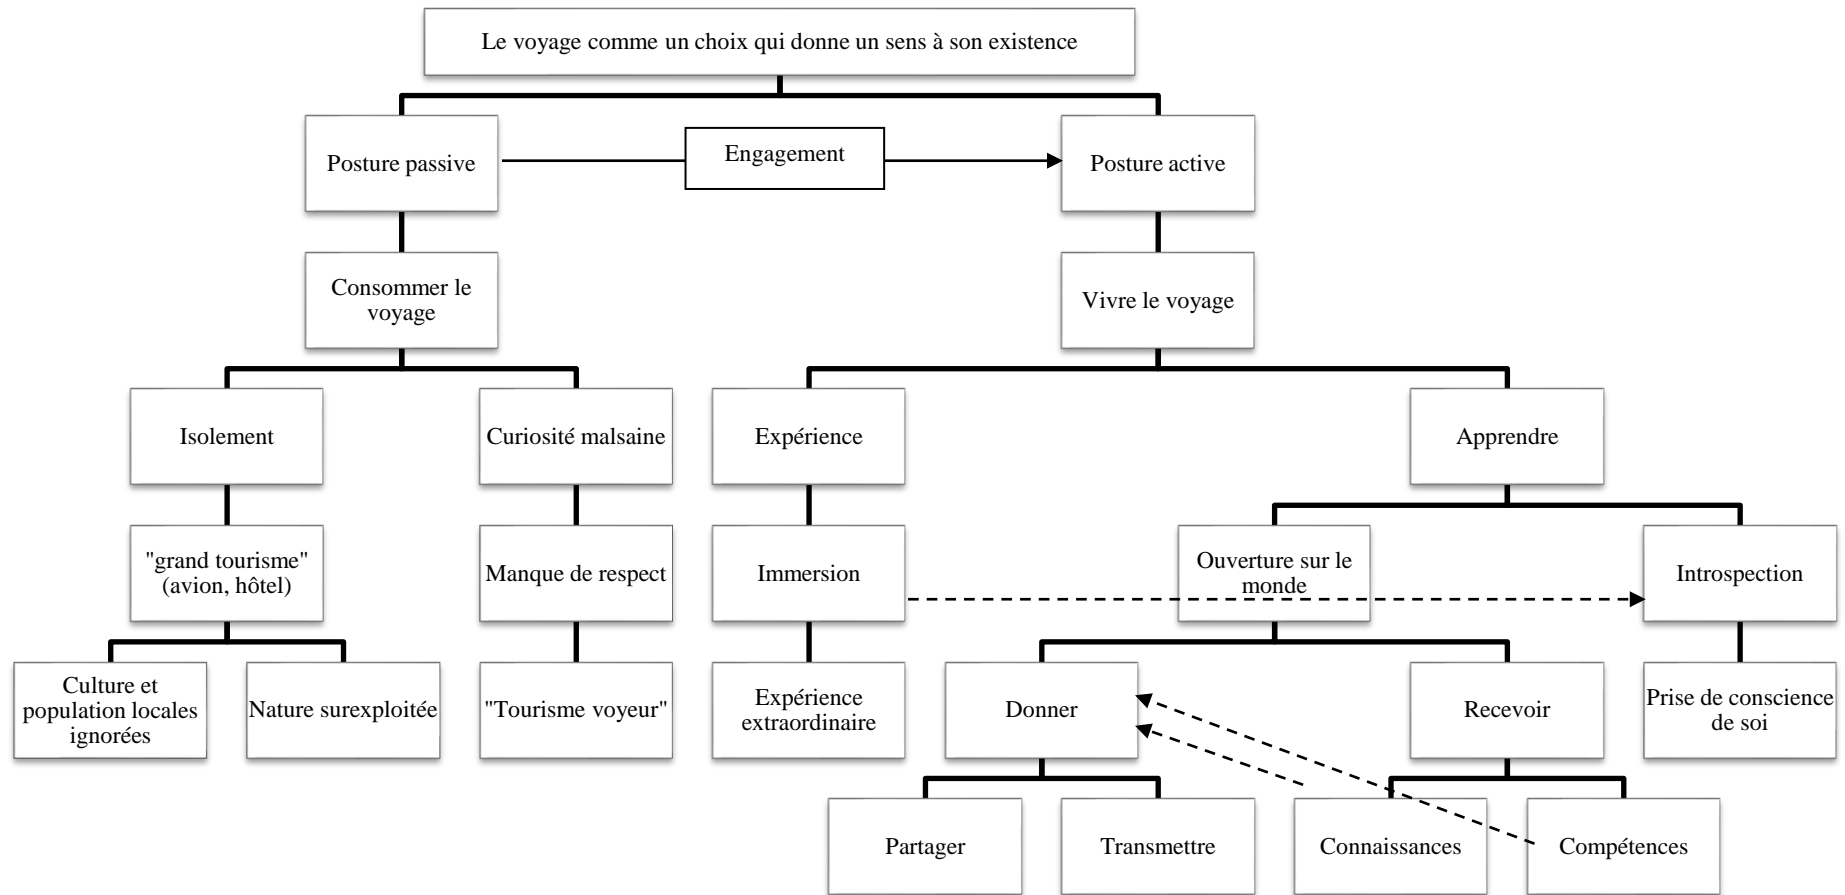 Le voyage comme un choix qui donne un sens à son existence
Posture passive
Engagement
Posture active
Consommer le
voyage
Vivre le voyage
Isolement
Curiosité malsaine
Expérience
Apprendre
"grand tourisme"
(avion, hôtel)
Manque de respect
Immersion
Ouverture sur le
monde
Introspection
Culture et
population locales
ignorées
Nature surexploitée
"Tourisme voyeur"
Expérience
extraordinaire
Donner
Recevoir
Prise de conscience
de soi
Partager
Transmettre
Connaissances
Compétences